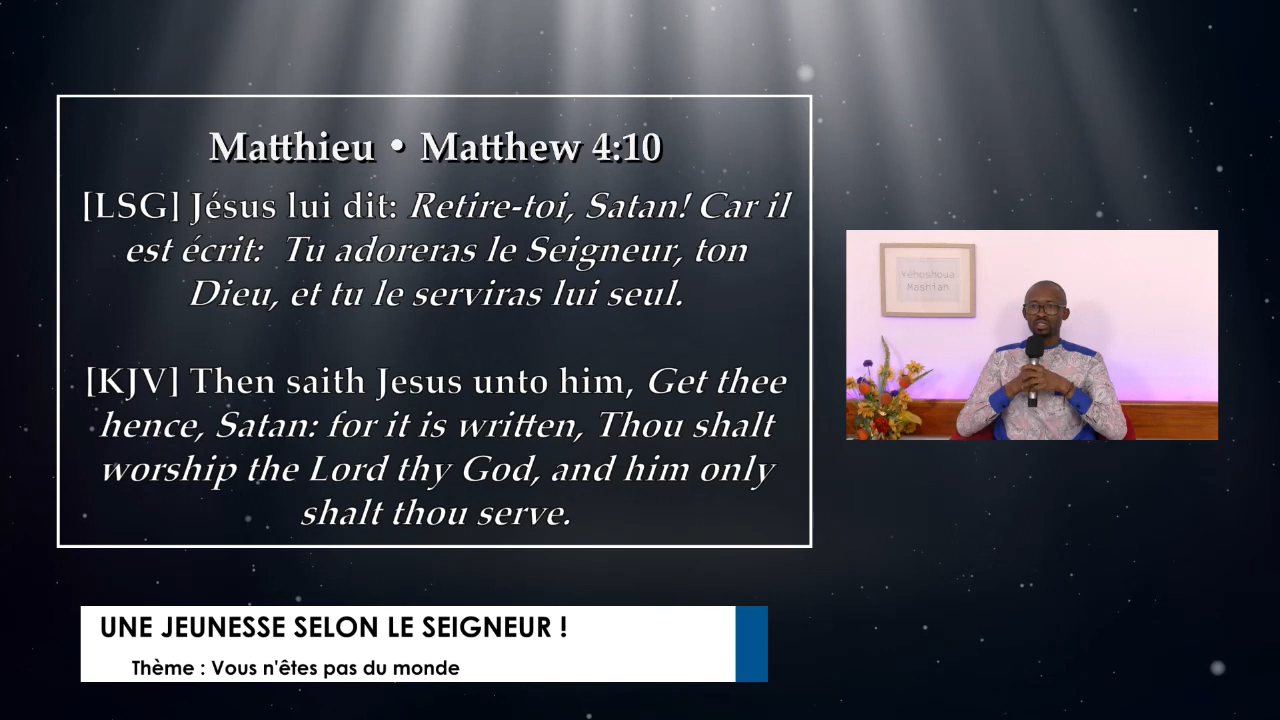 Matthieu • Matthew 4:10
[LSG] Jésus lui dit: Retire-toi, Satan! Car il
est écrit: Tu adoreras le Seigneur, ton
Dieu, et tu le serviras lui seul.
[KJV] Then saith Jesus unto him, Get thee
hence, Satan: for it is written, Thou shalt
worship the Lord thy God, and him only
shalt thou serve.
Yéhoshoua
Mashian
UNE JEUNESSE SELON LE SEIGNEUR !
Thème : Vous n'êtes pas du monde